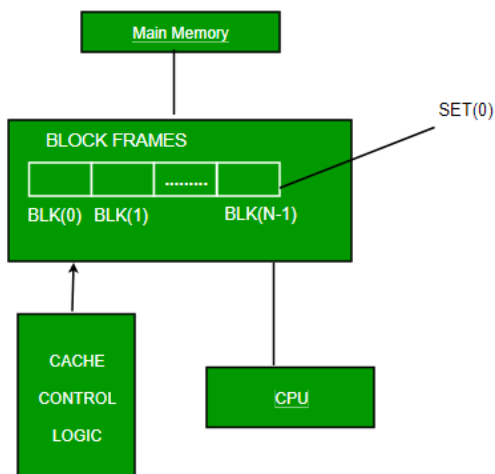 Main Memory
SET(0)
BLOCK FRAMES
.........
BLK(0) BLK(1) BLK(N-1)
CACHE
CONTROL
LOGIC
CPU